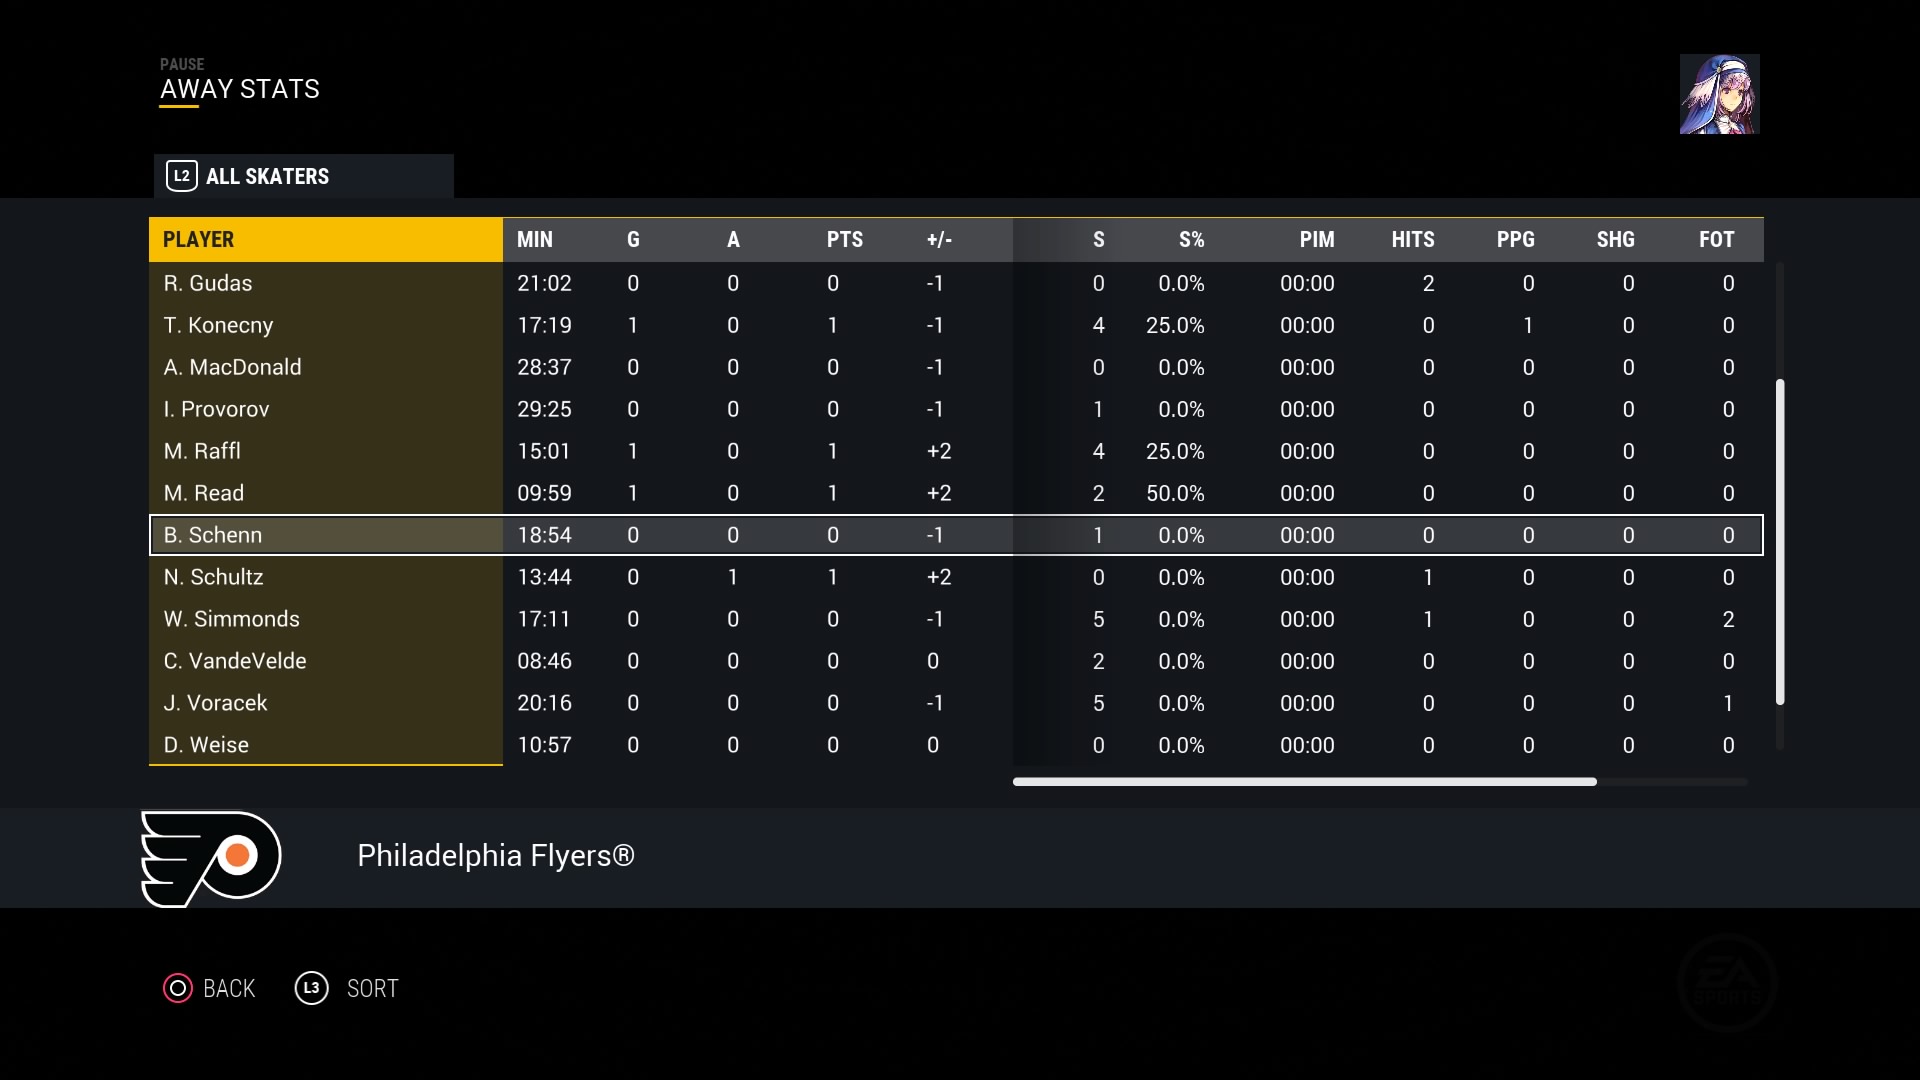 PAUSE
AWAY STATS
L2 ALL SKATERS
PLAYER MIN G A PTS +/- S S% PIM HITS PPG SHG FOT
R. Gudas 21:02 0 0 0 -1 0 0.0% 00:00 2 0 0 0
T. Konecny 17:19 1 0 1 -1 4 25.0% 00:00 0 1 0 0
A. MacDonald 28:37 0 0 0 -1 0 0.0% 00:00 0 0 0 0
I. Provorov 29:25 0 0 0 -1 1 0.0% 00:00 0 0 0 0
M. Raffl 15:01 1 0 1 +2 4 25.0% 00:00 0 0 0 0
M. Read 09:59 1 0 1 +2 2 50.0% 00:00 0 0 0 0
B. Schenn 18:54 0 0 0 -1 1 0.0% 00:00 0 0 0 0
N. Schultz 13:44 0 1 1 +2 0 0.0% 00:00 1 0 0 0
W. Simmonds 17:11 0 0 0 -1 5 0.0% 00:00 1 0 0 2
C. VandeVelde 08:46 0 0 0 0 2 0.0% 00:00 0 0 0 0
J. Voracek 20:16 0 0 0 -1 5 0.0% 00:00 0 0 0 1
D. Weise 10:57 0 0 0 0 0 0.0% 00:00 0 0 0 0
Philadelphia Flyers®
BACK L3 SORT
EA
SPORTS